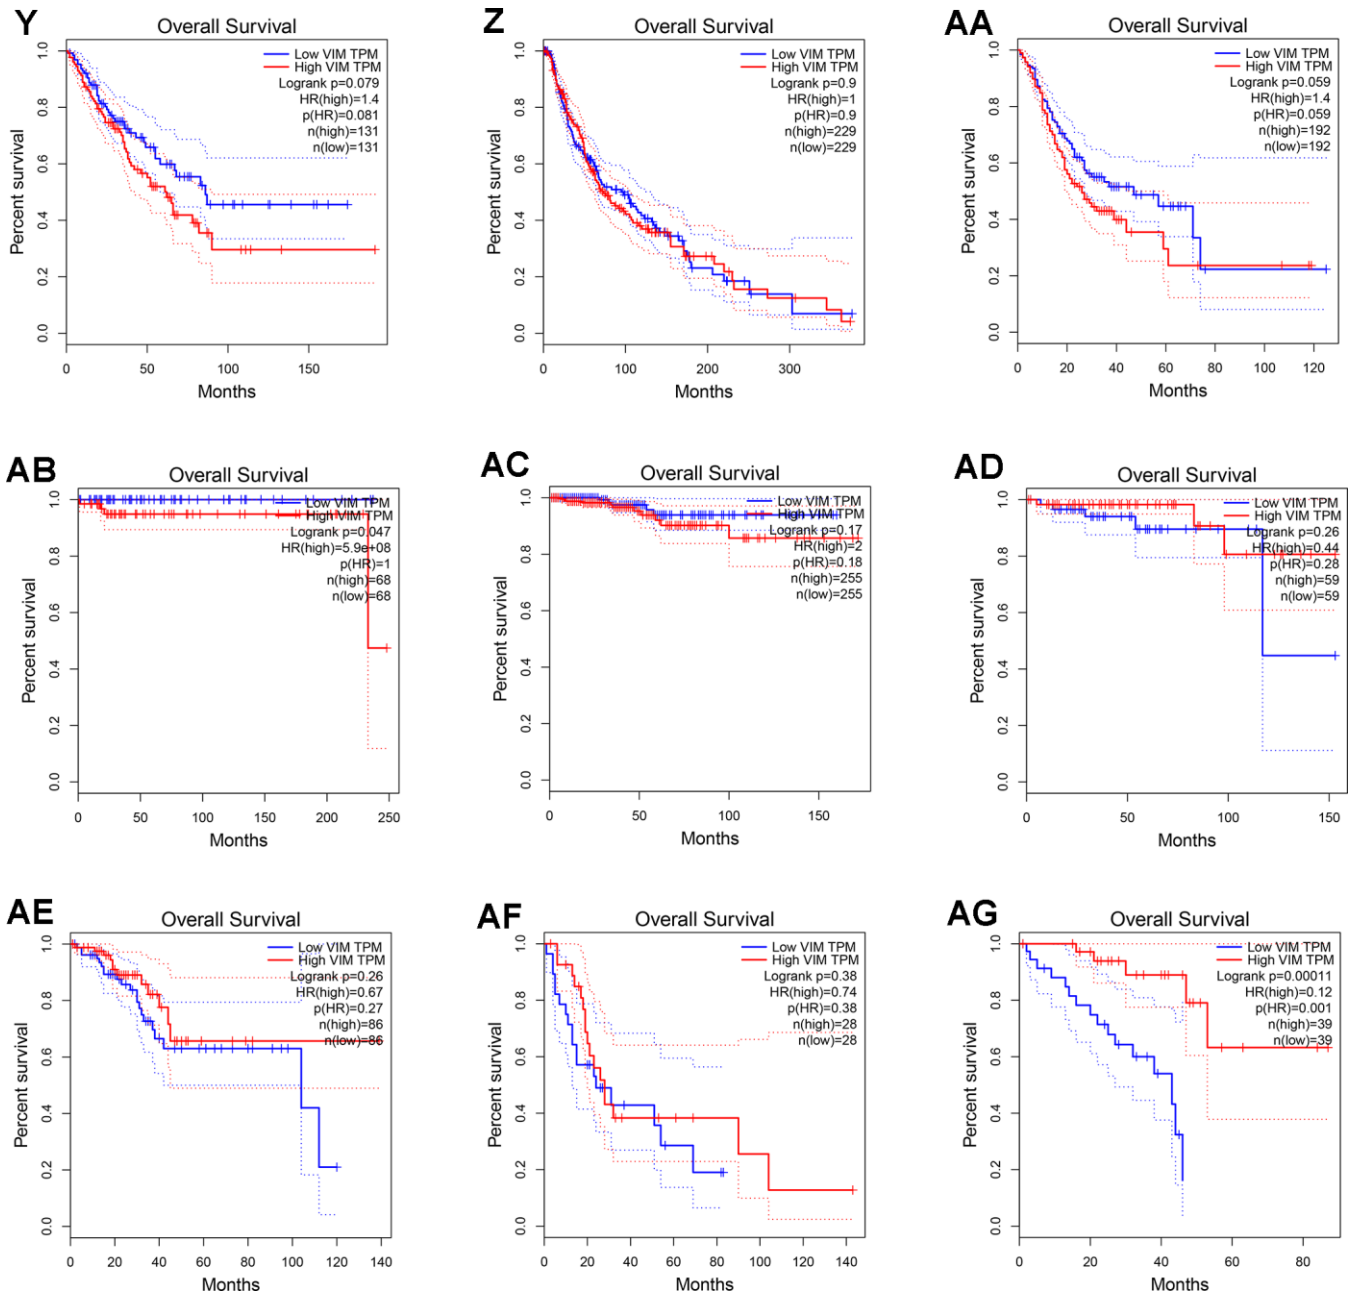 Y
Overall Survival
Low VIM TPM
High VIM TPM
Logrank p=0.079
HR(high)=1.4
p(HR)=0.081
n(high)=131
n(low)=131
Percent survival
0.0 0.2 0.4 0.6 0.8 1.0
0 50 100 150
Months
Z
Overall Survival
Low VIM TPM
High VIM TPM
Logrank p=0.9
HR(high)=1
p(HR)=0.9
n(high)=229
n(low)=229
Percent survival
0.0 0.2 0.4 0.6 0.8 1.0
0 100 200 300
Months
AA
Overall Survival
Low VIM TPM
High VIM TPM
Logrank p=0.059
HR(high)=1.4
p(HR)=0.059
n(high)=192
n(low)=192
Percent survival
0.0 0.2 0.4 0.6 0.8 1.0
0 20 40 60 80 100 120
Months
AB
Overall Survival
Low VIM TPM
High VIM TPM
Logrank p=0.047
HR(high)=5.9e+08
p(HR)=1
n(high)=68
n(low)=68
Percent survival
0.0 0.2 0.4 0.6 0.8 1.0
0 50 100 150 200 250
Months
AC
Overall Survival
Low VIM TPM
High VIM TPM
Logrank p=0.17
HR(high)=2
p(HR)=0.18
n(high)=255
n(low)=255
Percent survival
0.0 0.2 0.4 0.6 0.8 1.0
0 50 100 150
Months
AD
Overall Survival
Low VIM TPM
High VIM TPM
Logrank p=0.26
HR(high)=0.44
p(HR)=0.28
n(high)=59
n(low)=59
Percent survival
0.0 0.2 0.4 0.6 0.8 1.0
0 50 100 150
Months
AE
Overall Survival
Low VIM TPM
High VIM TPM
Logrank p=0.26
HR(high)=0.67
p(HR)=0.27
n(high)=86
n(low)=86
Percent survival
0.0 0.2 0.4 0.6 0.8 1.0
0 20 40 60 80 100 120 140
Months
AF
Overall Survival
Low VIM TPM
High VIM TPM
Logrank p=0.38
HR(high)=0.74
p(HR)=0.38
n(high)=28
n(low)=28
Percent survival
0.0 0.2 0.4 0.6 0.8 1.0
0 20 40 60 80 100 120 140
Months
AG
Overall Survival
Low VIM TPM
High VIM TPM
Logrank p=0.00011
HR(high)=0.12
p(HR)=0.001
n(high)=39
n(low)=39
Percent survival
0.0 0.2 0.4 0.6 0.8 1.0
0 20 40 60 80
Months